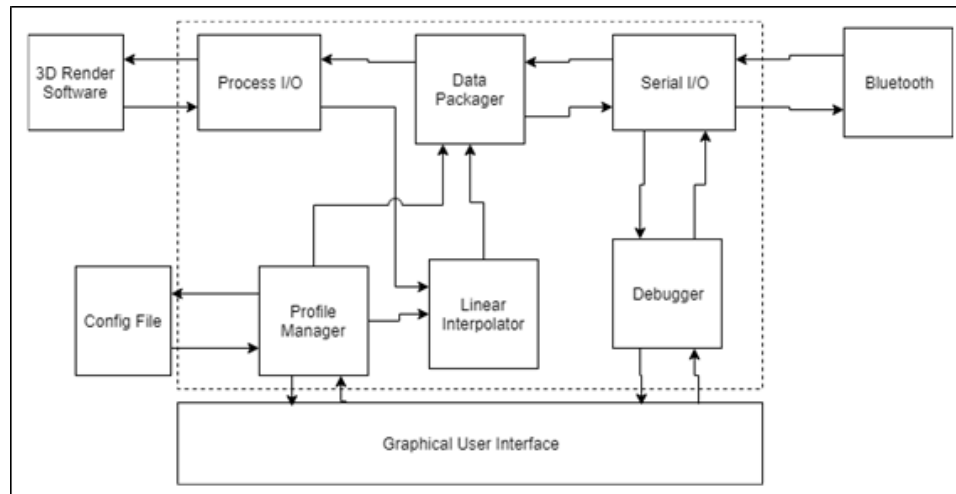 3D Render
Software
Process I/O
Data
Packager
Serial I/O
Bluetooth
Config File
Profile
Manager
Linear
Interpolator
Debugger
Graphical User Interface